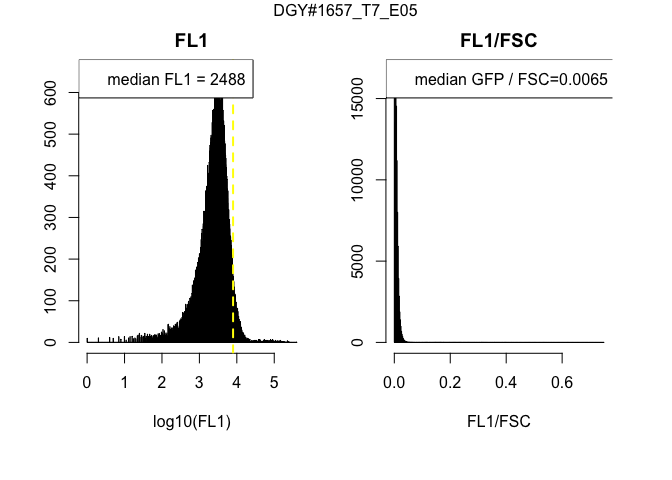 DGY#1657_T7_E05
FL1
median FL1 = 2488
600
500
400
300
200
100
0
0 1 2 3 4 5
log10(FL1)
FL1/FSC
median GFP / FSC=0.0065
15000
10000
5000
0
0.0 0.2 0.4 0.6
FL1/FSC